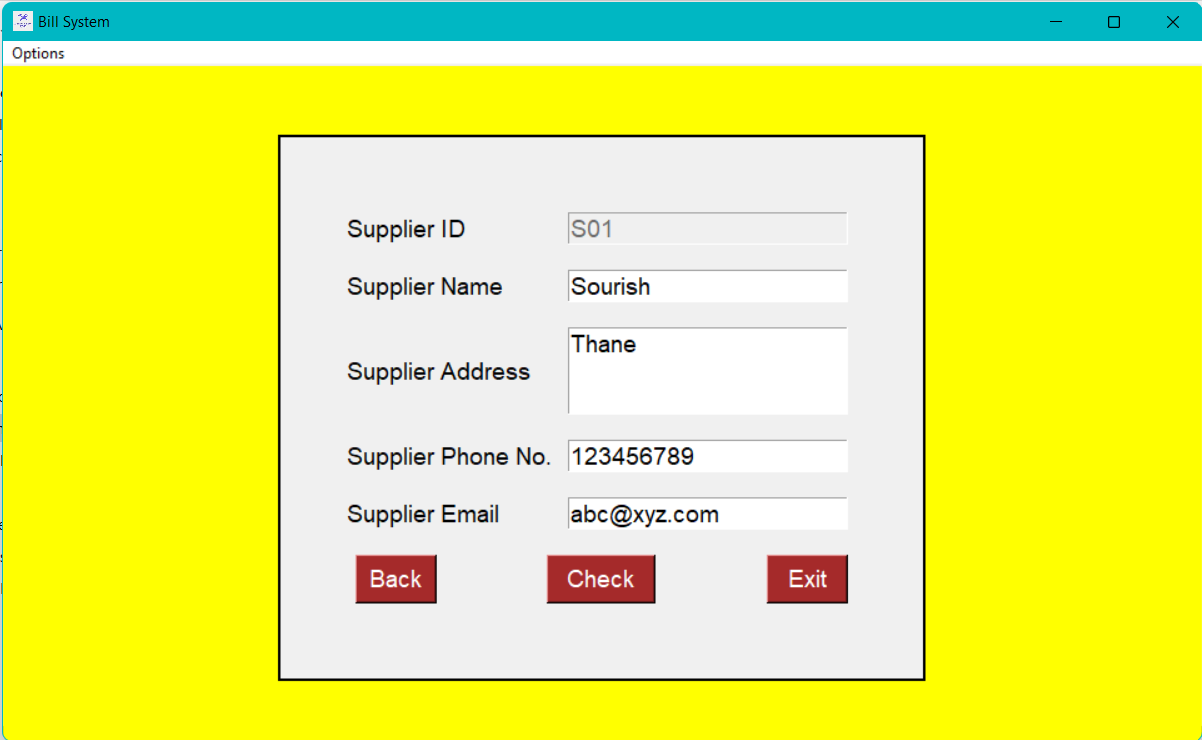 Bill System
Options
Supplier ID S01
Supplier Name Sourish
Supplier Address Thane
Supplier Phone No. 123456789
Supplier Email abc@xyz.com
Back Check Exit